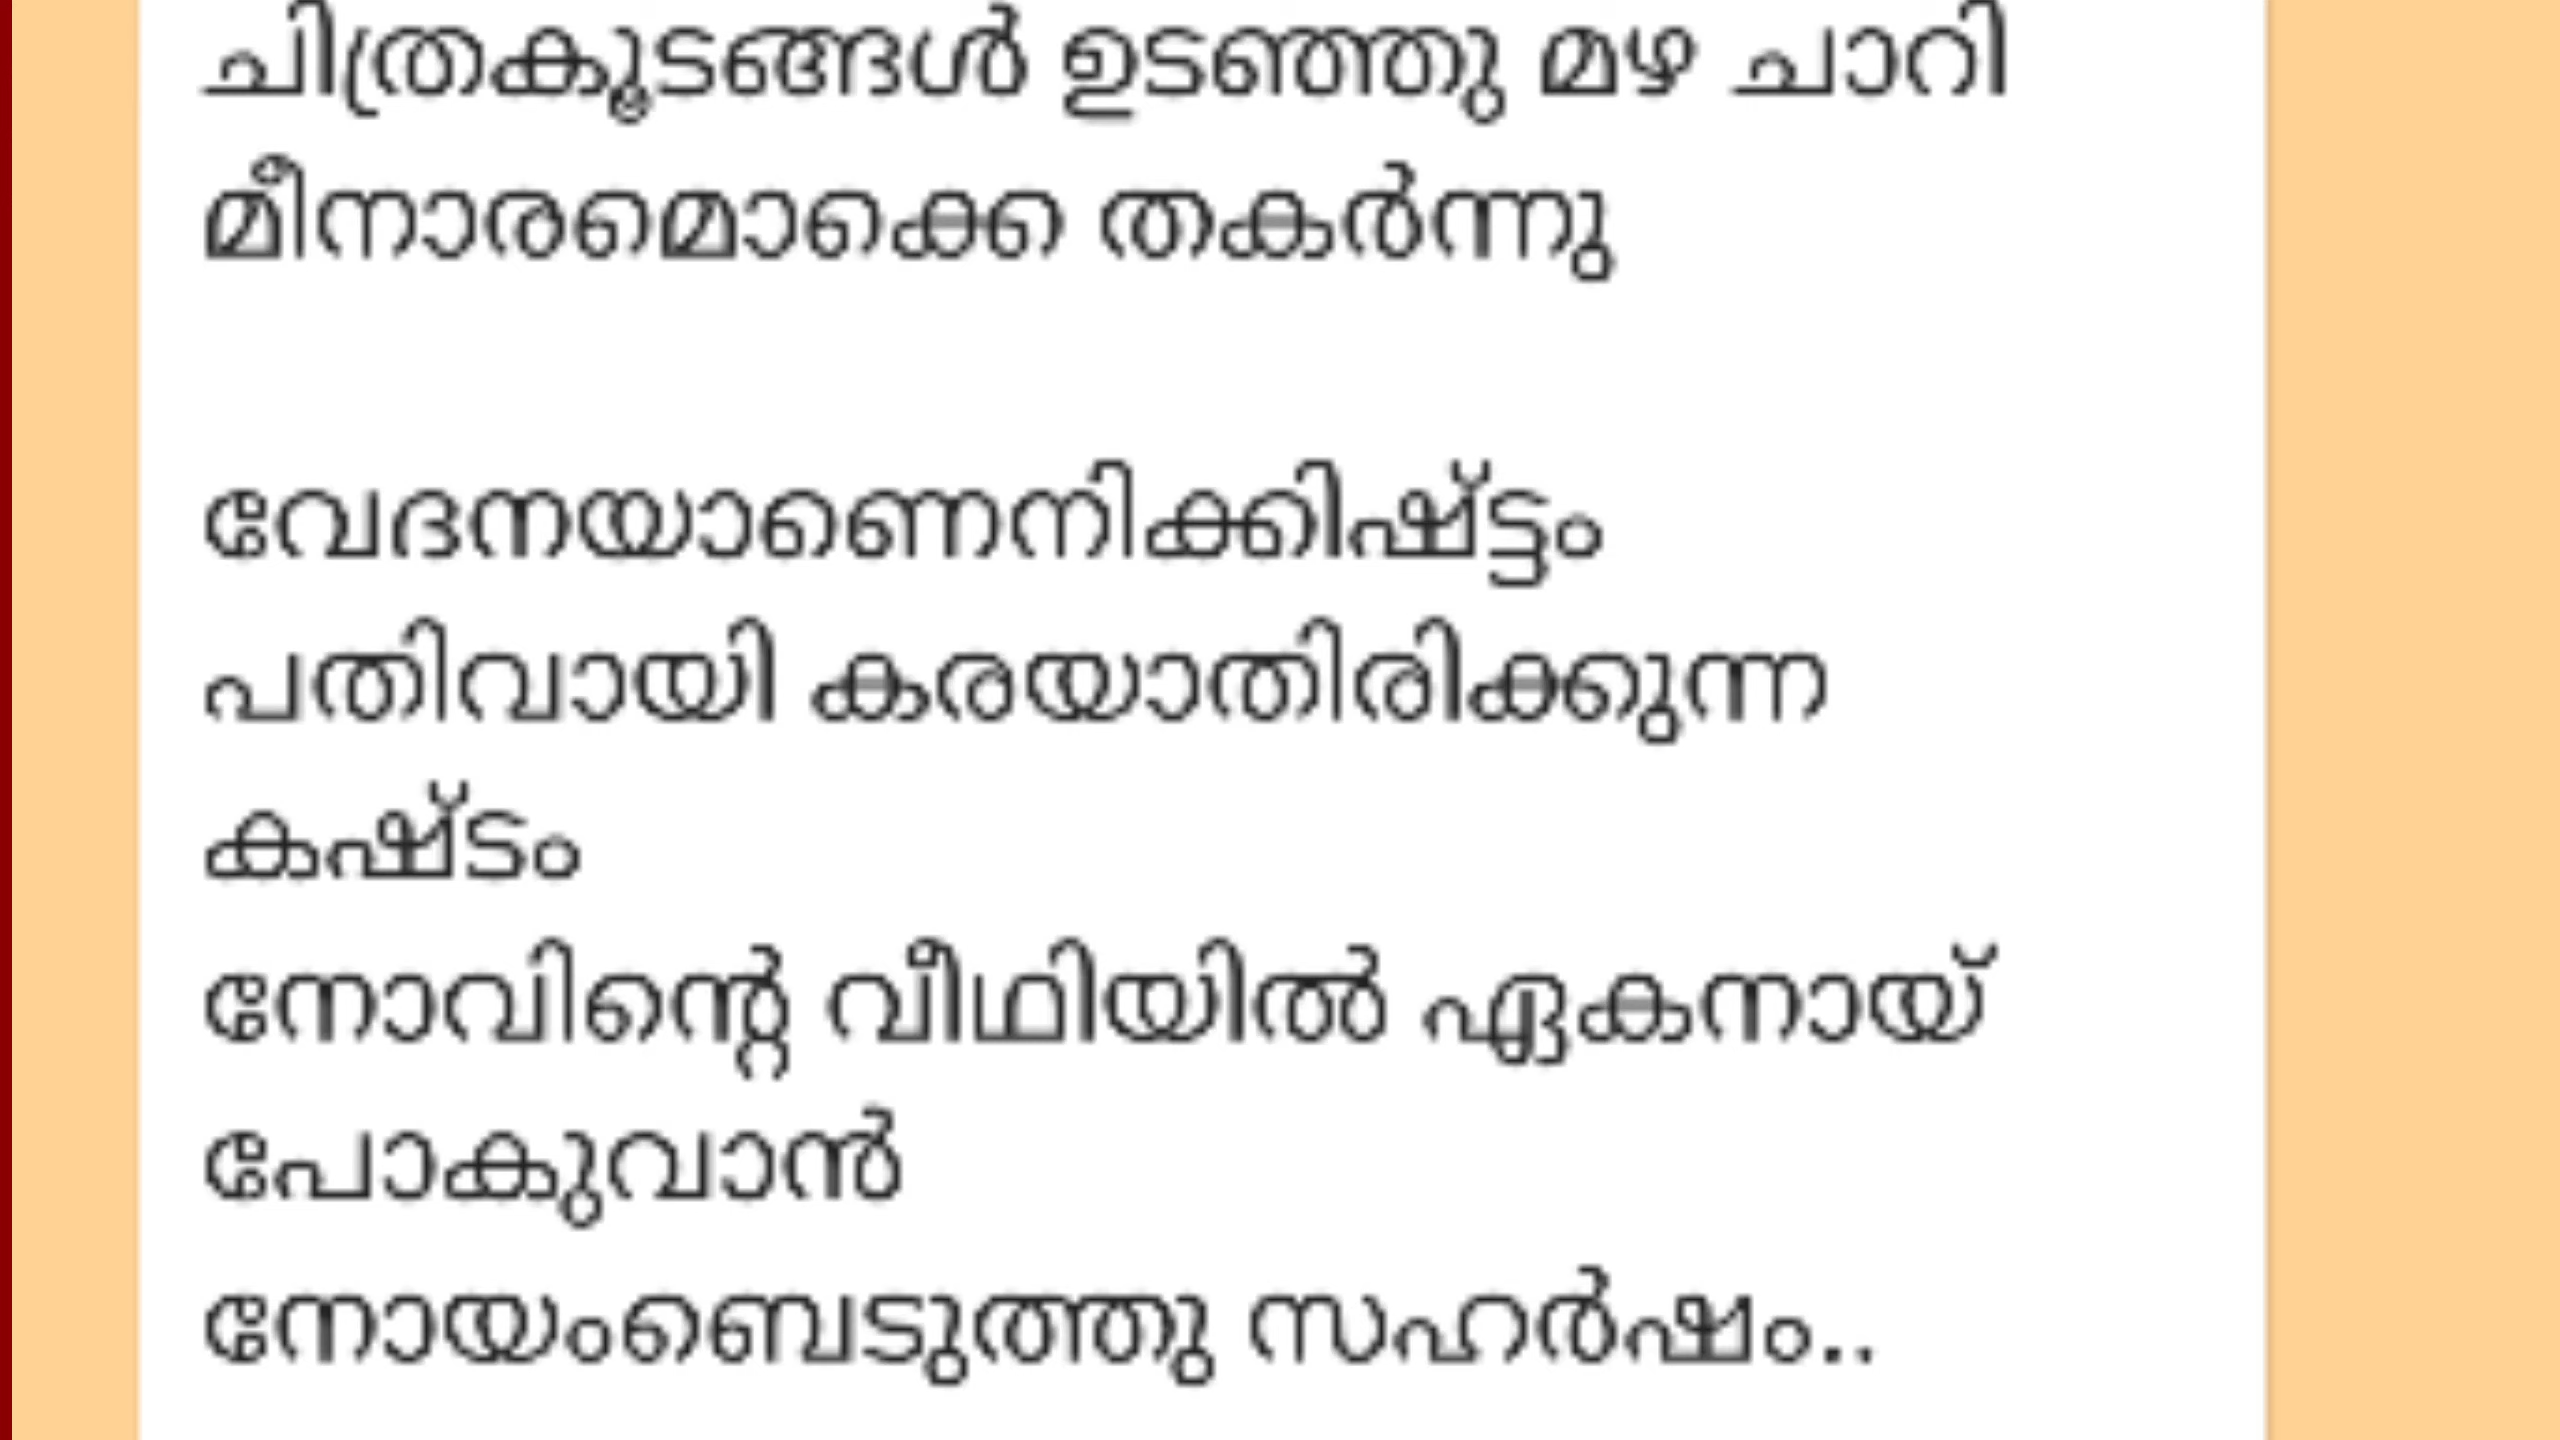 ചിത്രകൂടങ്ങൾ ഉടഞ്ഞു മഴ ചാറി
മീനാരമൊക്കെ തകർന്നു
വേദനയാണെനിക്കിഷ്ട്ടം
പതിവായി കരയാതിരിക്കുന്ന
കഷ്ടം
നോവിന്റെ വീഥിയിൽ ഏകനായ്
പോകുവാൻ
നോയംബെടുത്തു സഹർഷം..